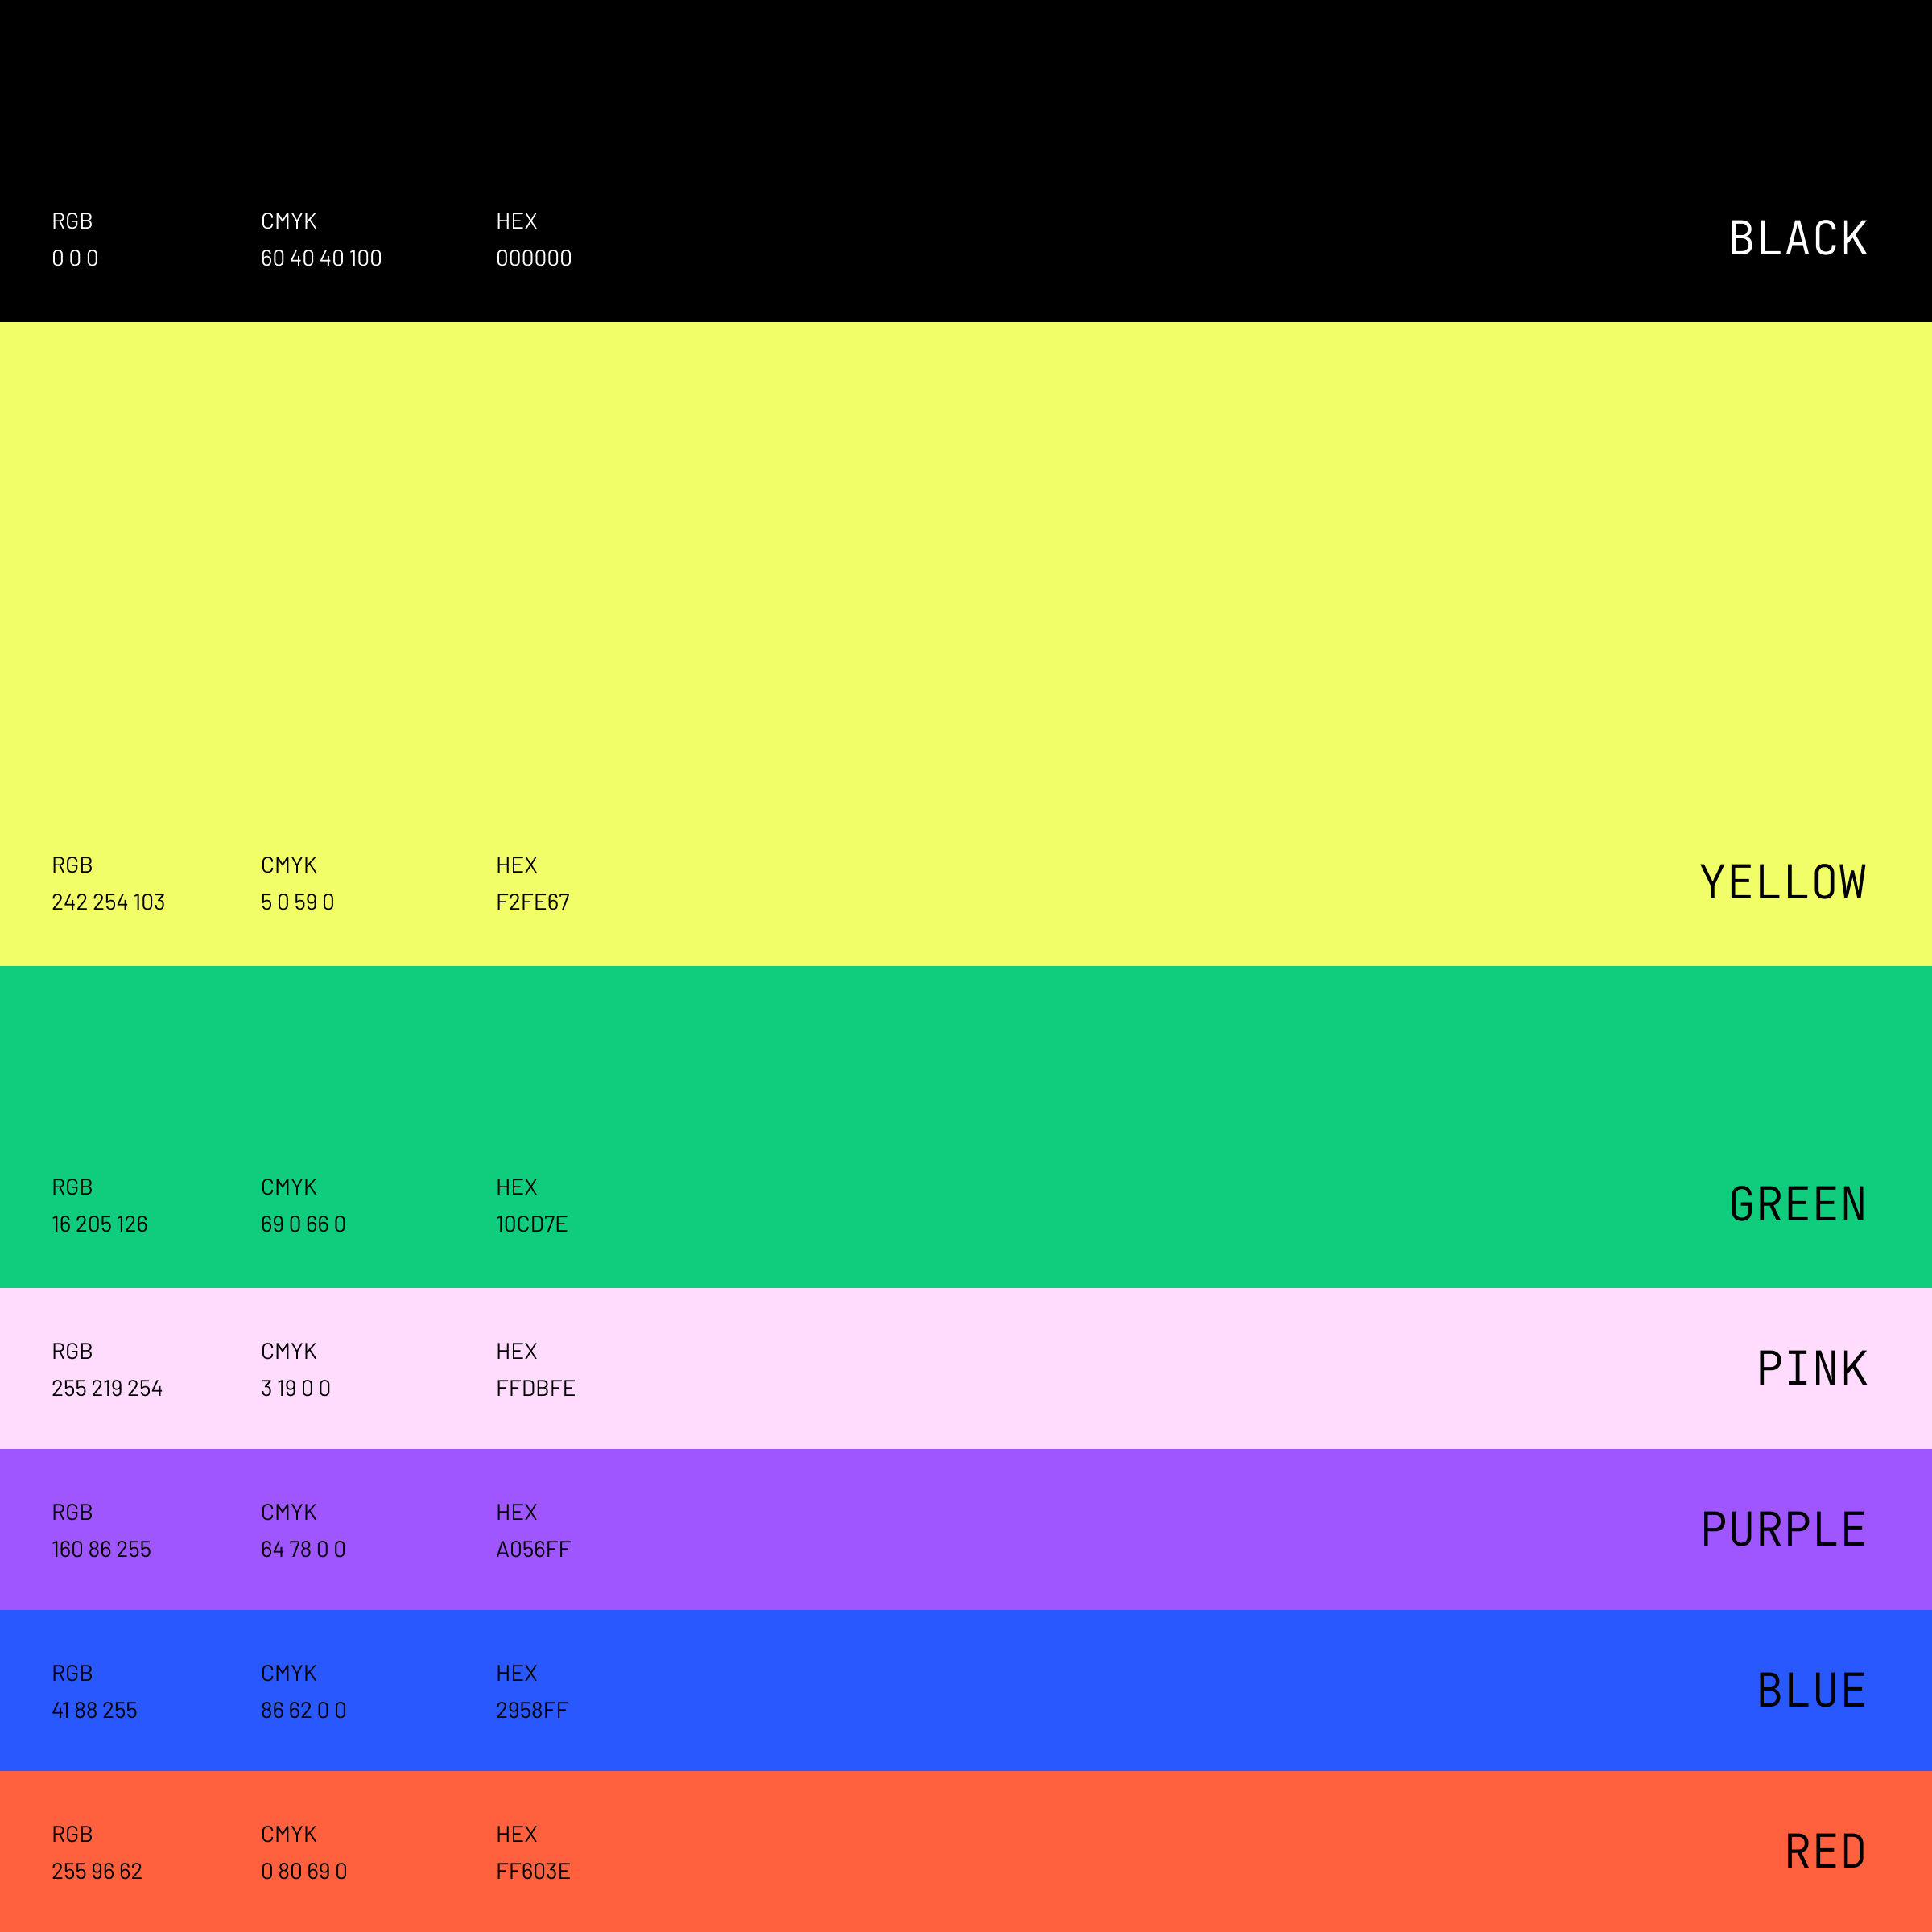 RGB CMYK HEX
0 0 0 60 40 40 100 000000
BLACK
RGB CMYK HEX
242 254 103 5 0 59 0 F2FE67
YELLOW
RGB CMYK HEX
16 205 126 69 0 66 0 10CD7E
GREEN
RGB CMYK HEX
255 219 254 3 19 0 0 FFDBFE
PINK
RGB CMYK HEX
160 86 255 64 78 0 0 A056FF
PURPLE
RGB CMYK HEX
41 88 255 86 62 0 0 2958FF
BLUE
RGB CMYK HEX
255 96 62 0 80 69 0 FF603E
RED